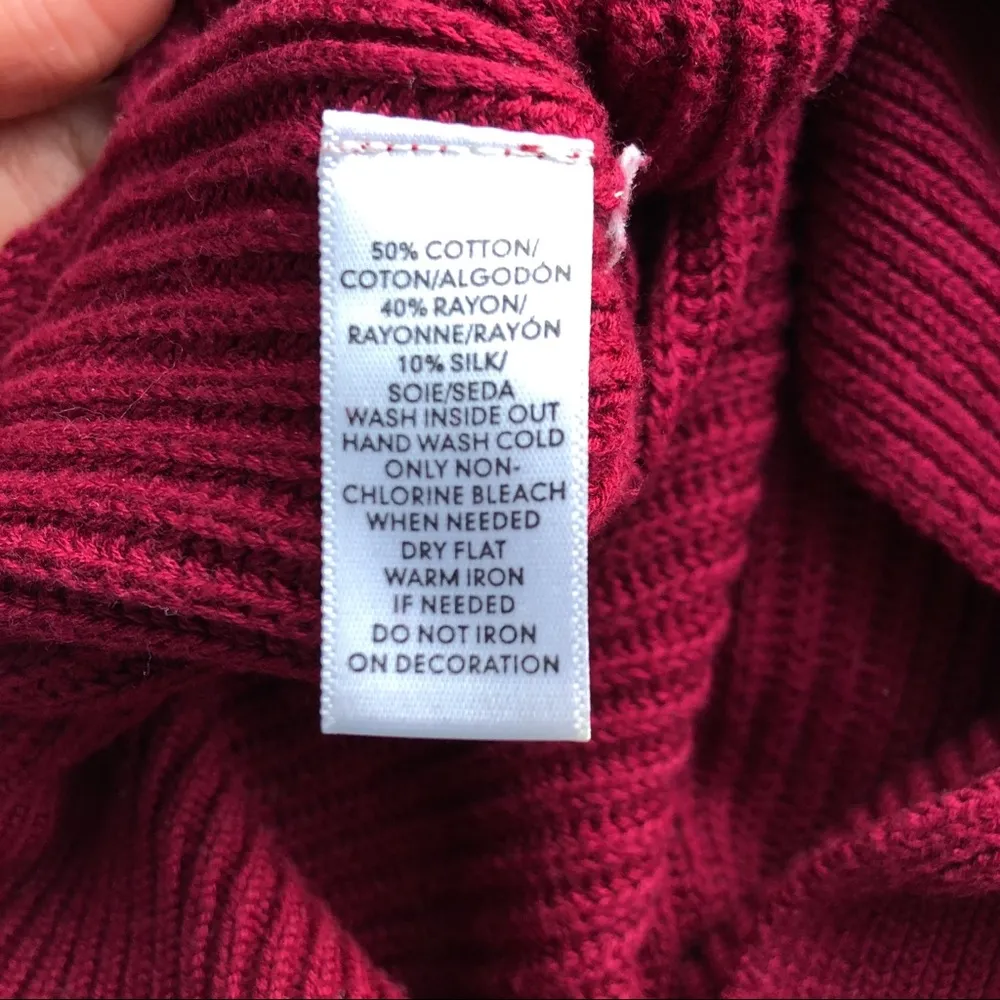 50% COTTON/
COTON/ALGODÓN
40% RAYON/
RAYONNE/RAYÓN
10% SILK/
SOIE/SEDA
WASH INSIDE OUT
HAND WASH COLD
ONLY NON-
CHLORINE BLEACH
WHEN NEEDED
DRY FLAT
WARM IRON
IF NEEDED
DO NOT IRON
ON DECORATION